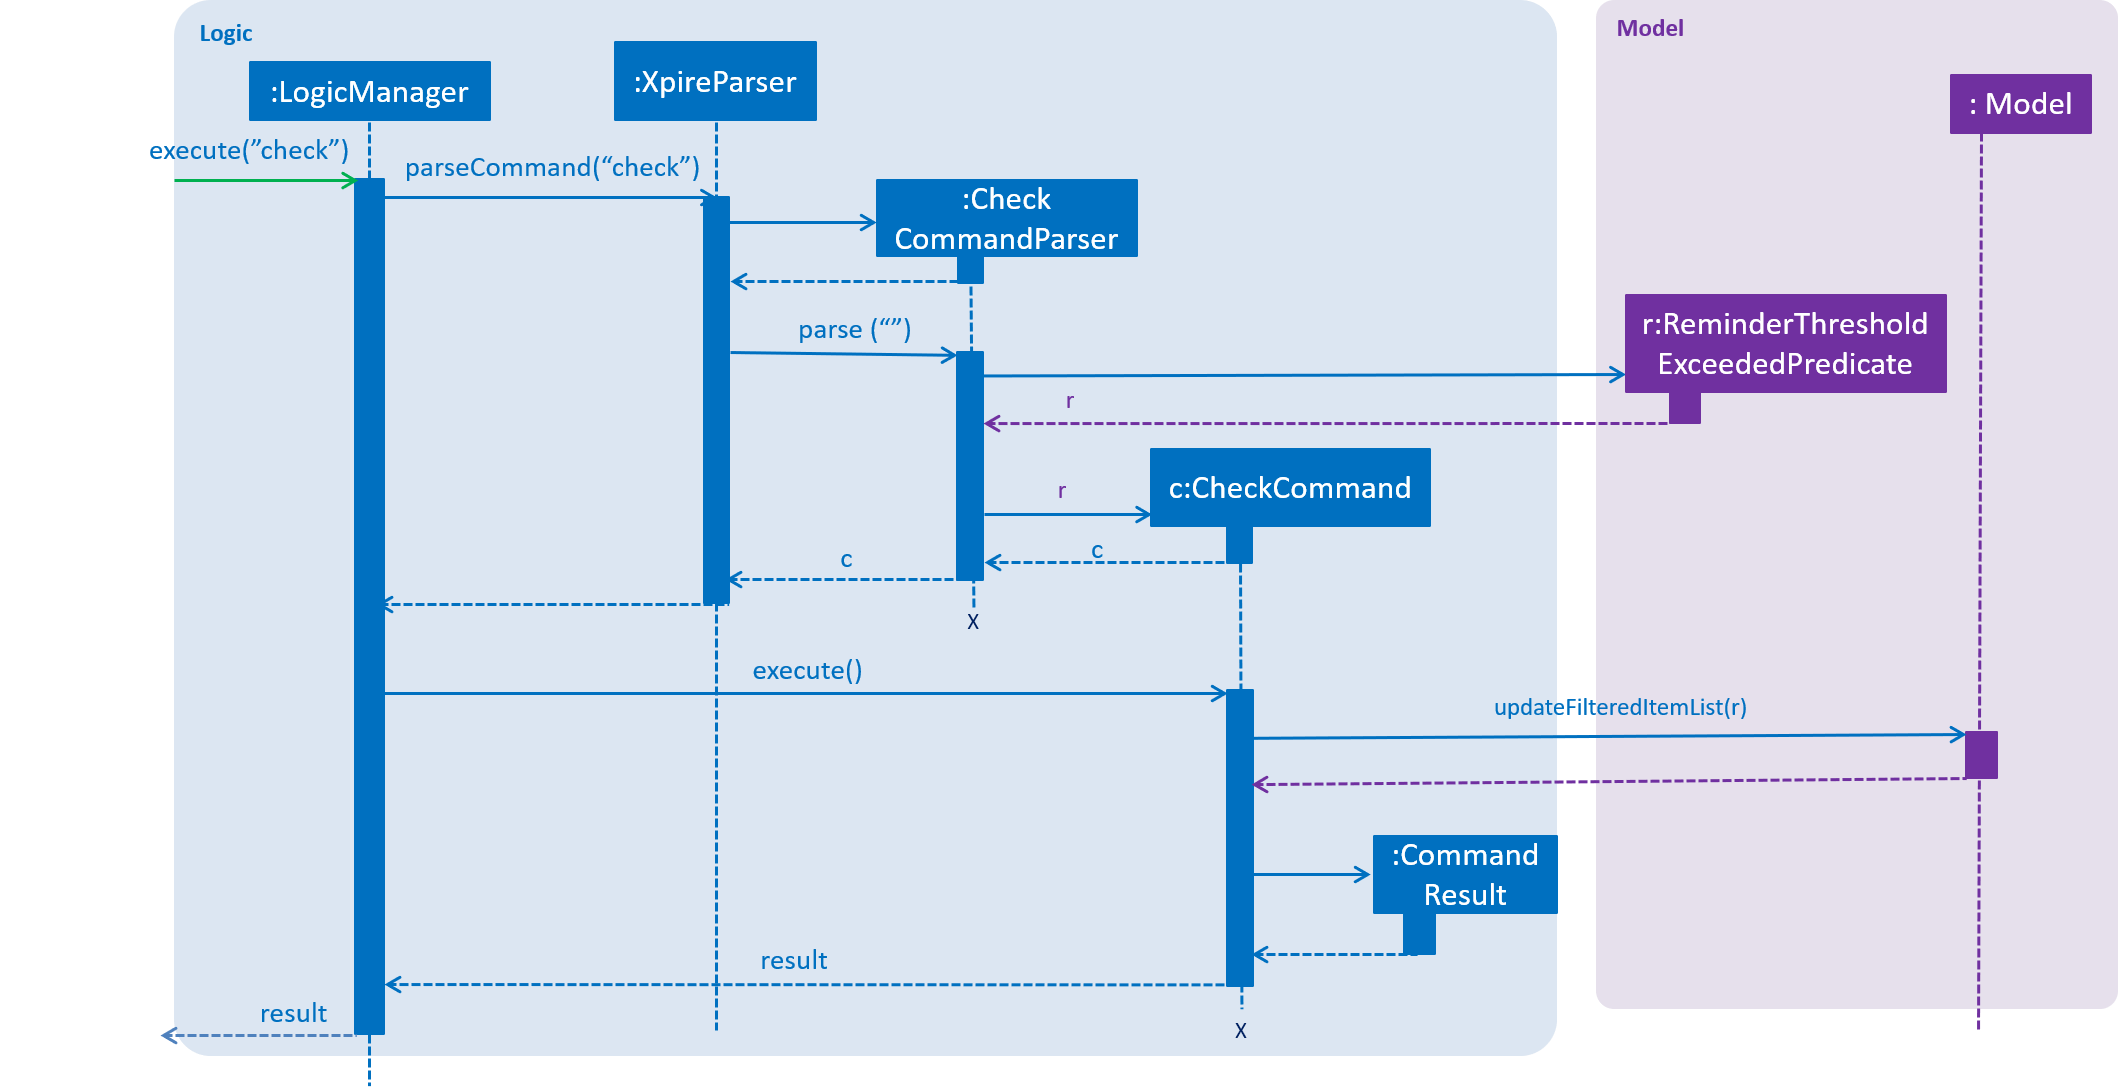 Logic
Model
:LogicManager
:XpireParser
: Model
execute(”check”)
parseCommand(“check”)
:Check
CommandParser
parse (“”)
r:ReminderThreshold
ExceededPredicate
r
c:CheckCommand
r
c
c
X
execute()
updateFilteredItemList(r)
:Command
Result
result
result
X